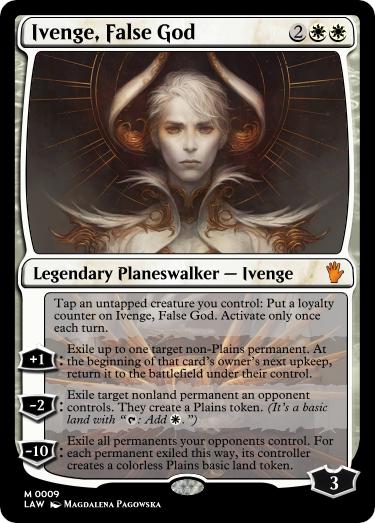 Ivenge, False God 2
Legendary Planeswalker — Ivenge
Tap an untapped creature you control: Put a loyalty
counter on Ivenge, False God. Activate only once
each turn.
+1: Exile up to one target non-Plains permanent. At
the beginning of that card's owner's next upkeep,
return it to the battlefield under their control.
-2: Exile target nonland permanent an opponent
controls. They create a Plains token. (It's a basic
land with “: Add .”)
-10: Exile all permanents your opponents control. For
each permanent exiled this way, its controller
creates a colorless Plains basic land token.
3
M 0009
LAW Magdalena Pagowska